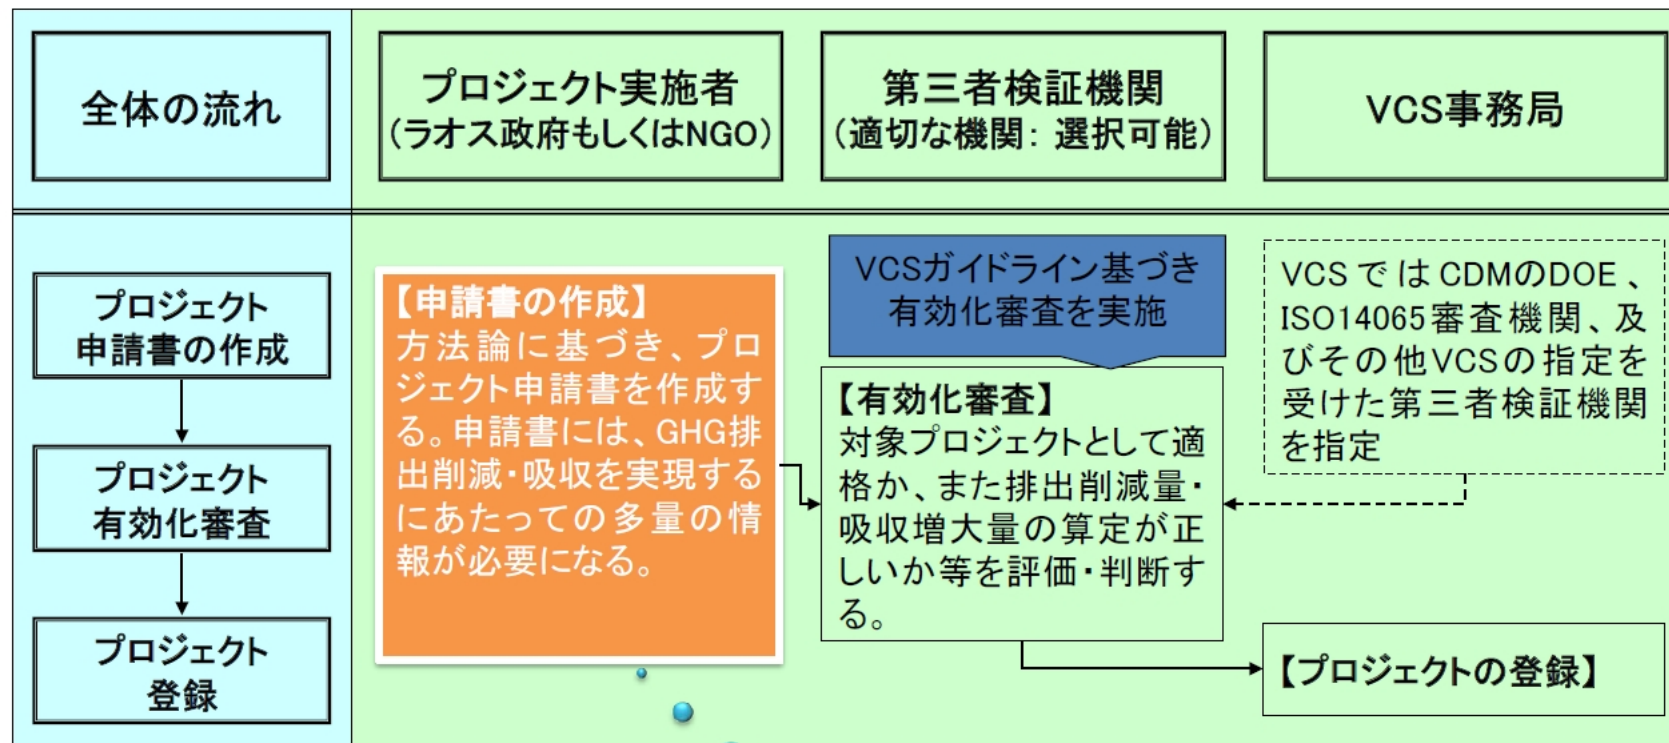 全体の流れ
プロジェクト実施者
(ラオス政府もしくはNGO)
第三者検証機関
(適切な機関: 選択可能)
VCS事務局
プロジェクト
申請書の作成
プロジェクト
有効化審査
プロジェクト
登録
【申請書の作成】
方法論に基づき、プロ
ジェクト申請書を作成す
る。申請書には、GHG排
出削減・吸収を実現する
にあたっての多量の情
報が必要になる。
VCSガイドライン基づき
有効化審査を実施
【有効化審査】
対象プロジェクトとして適
格か、また排出削減量・
吸収増大量の算定が正
しいか等を評価・判断す
る。
VCSではCDMのDOE、
ISO14065審査機関、及
びその他VCSの指定を
受けた第三者検証機関
を指定
【プロジェクトの登録】